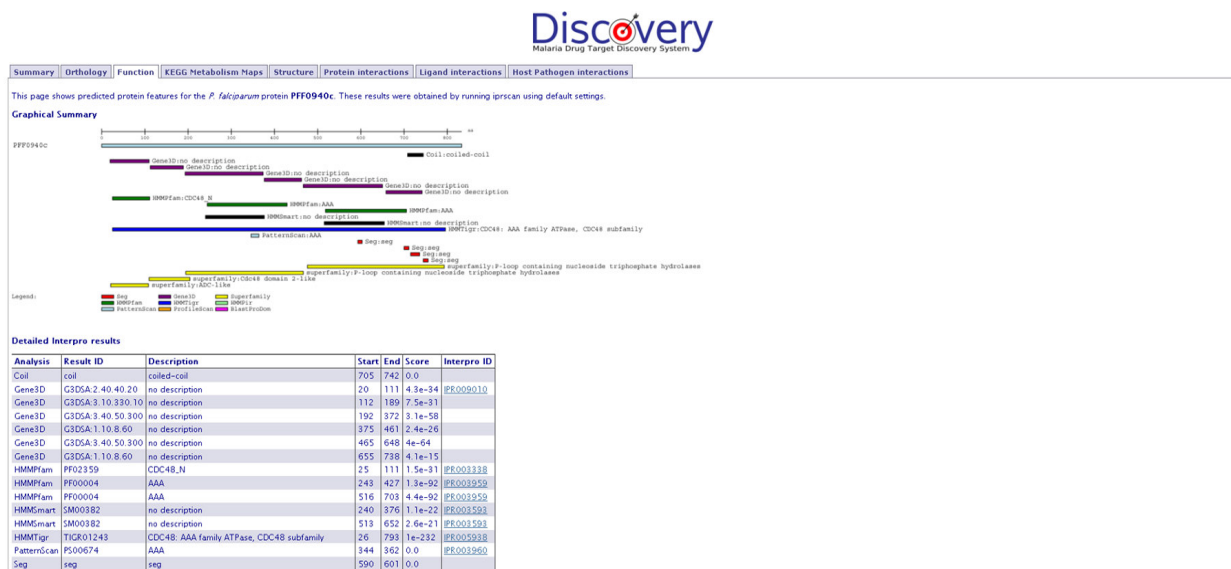 Discovery
Malaria Drug Target Discovery System
Summary Orthology Function KEGG Metabolism Maps Structure Protein interactions Ligand interactions Host Pathogen interactions
This page shows predicted protein features for the P. falciparum protein PFF0940c. These results were obtained by running iprscan using default settings.
Graphical Summary
0 100 200 300 400 500 600 700 800 aa
PFF0940c
Coil:coiled-coil
Gene3D:no description
Gene3D:no description
Gene3D:no description
Gene3D:no description
Gene3D:no description
Gene3D:no description
HMMPfam:CDC48_N
HMMPfam:AAA
HMMPfam:AAA
HMMSmart:no description
HMMSmart:no description
HMMTigr:CDC48: AAA family ATPase, CDC48 subfamily
PatternScan:AAA
Seg:seg
Seg:seg
Seg:seg
Seg:seg
superfamily:P-loop containing nucleoside triphosphate hydrolases
superfamily:P-loop containing nucleoside triphosphate hydrolases
superfamily:Cdc48 domain 2-like
superfamily:ADC-like
Legend:
Seg Gene3D Superfamily
HMMPfam HMMTigr HMMPir
PatternScan ProfileScan BlastProDom
Detailed Interpro results
Analysis Result ID Description Start End Score Interpro ID
Coil coil coiled-coil 705 742 0.0
Gene3D G3DSA:2.40.40.20 no description 20 111 4.3e-34 IPR009010
Gene3D G3DSA:3.10.330.10 no description 112 189 7.5e-31
Gene3D G3DSA:3.40.50.300 no description 192 372 3.1e-58
Gene3D G3DSA:1.10.8.60 no description 375 461 2.4e-26
Gene3D G3DSA:3.40.50.300 no description 465 648 4e-64
Gene3D G3DSA:1.10.8.60 no description 655 738 4.1e-15
HMMPfam PF02359 CDC48_N 25 111 1.5e-31 IPR003338
HMMPfam PF00004 AAA 243 427 1.3e-92 IPR003959
HMMPfam PF00004 AAA 516 703 4.4e-92 IPR003959
HMMSmart SM00382 no description 240 376 1.1e-22 IPR003593
HMMSmart SM00382 no description 513 652 2.6e-21 IPR003593
HMMTigr TIGR01243 CDC48: AAA family ATPase, CDC48 subfamily 26 793 1e-232 IPR005938
PatternScan PS00674 AAA 344 362 0.0 IPR003960
Seg seg seg 590 601 0.0